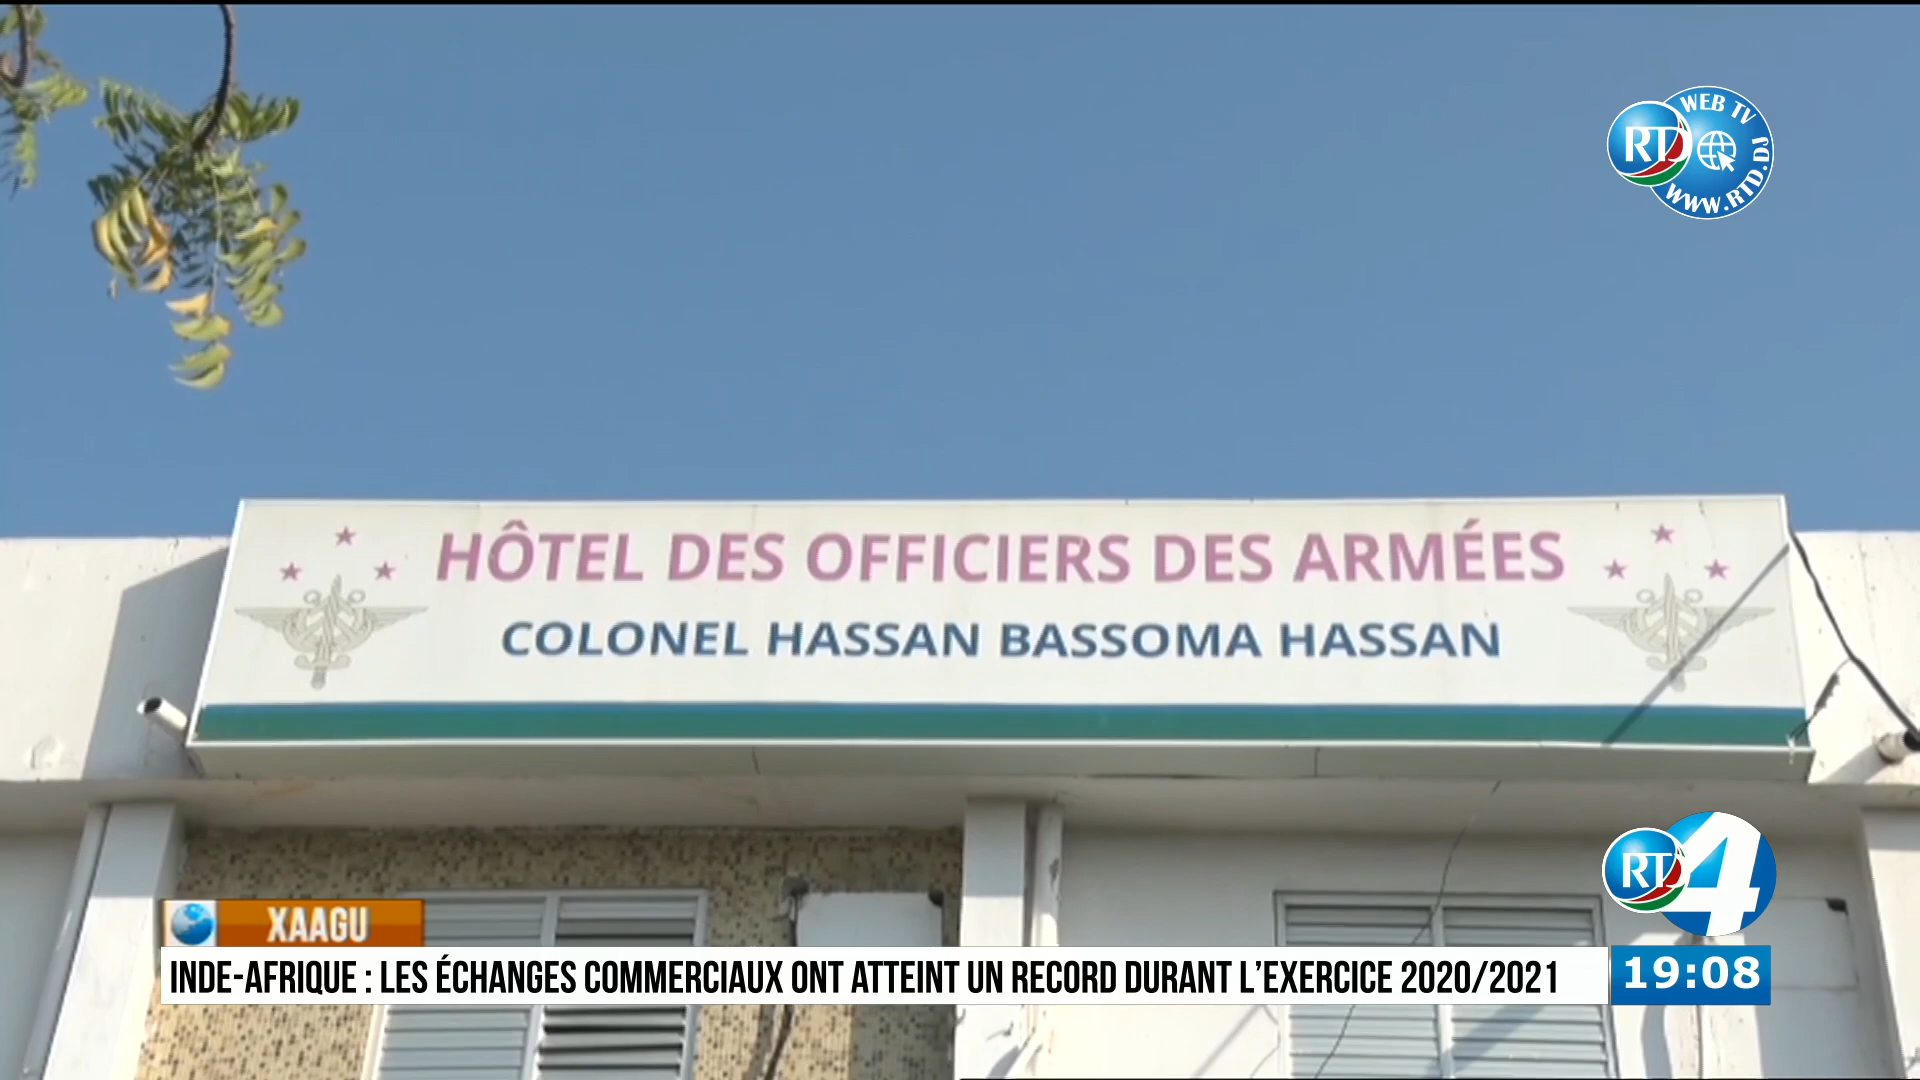 WEB TV
RTD
WWW.RTD.DJ
HÔTEL DES OFFICIERS DES ARMÉES
COLONEL HASSAN BASSOMA HASSAN
RTD
4
XAAGU
INDE-AFRIQUE : LES ÉCHANGES COMMERCIAUX ONT ATTEINT UN RECORD DURANT L'EXERCICE 2020/2021
19:08